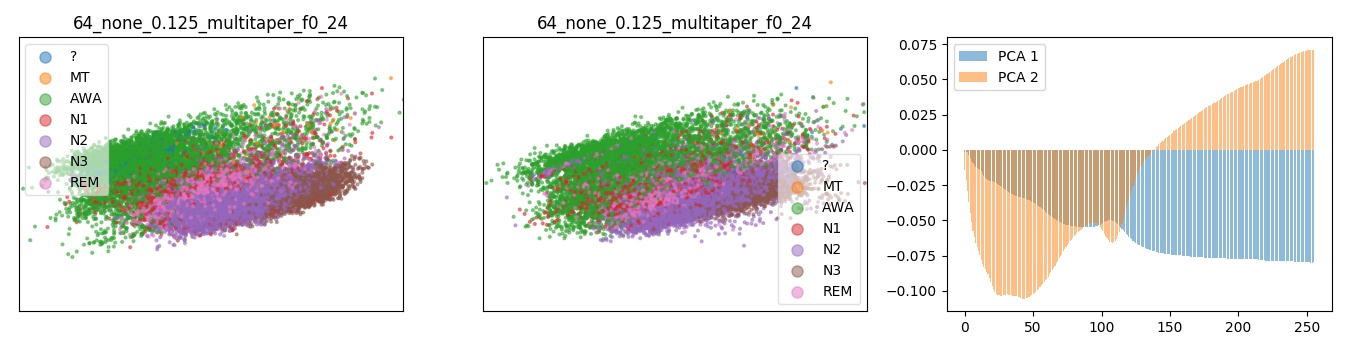 64_none_0.125_multitaper_f0_24
?
MT
AWA
N1
N2
N3
REM
64_none_0.125_multitaper_f0_24
?
MT
AWA
N1
N2
N3
REM
PCA 1
PCA 2
0.075
0.050
0.025
0.000
−0.025
−0.050
−0.075
−0.100
0
50
100
150
200
250